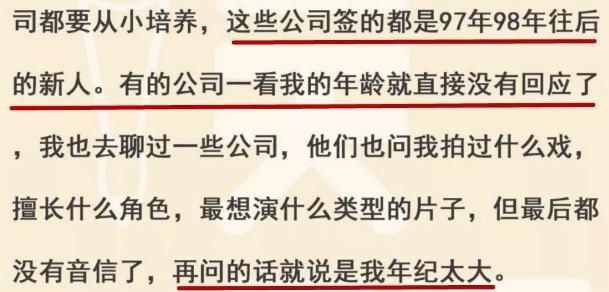 司都要从小培养，这些公司签的都是97年98年往后
的新人。有的公司一看我的年龄就直接没有回应了
，我也去聊过一些公司，他们也问我拍过什么戏，
擅长什么角色，最想演什么类型的片子，但最后都
没有音信了，再问的话就说是我年纪太大。